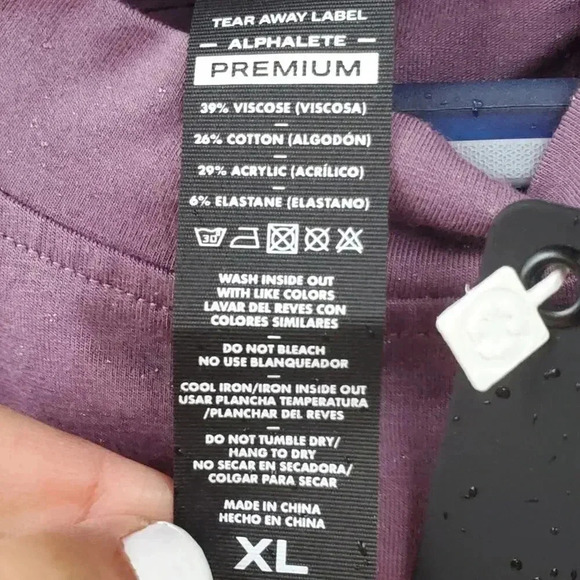 TEAR AWAY LABEL
ALPHALETE
PREMIUM
39% VISCOSE (VISCOSA)
26% COTTON (ALGODÓN)
29% ACRYLIC (ACRÍLICO)
6% ELASTANE (ELASTANO)
30
WASH INSIDE OUT
WITH LIKE COLORS
LAVAR DEL REVES CON
COLORES SIMILARES
DO NOT BLEACH
NO USE BLANQUEADOR
COOL IRON/IRON INSIDE OUT
USAR PLANCHA TEMPERATURA
/PLANCHAR DEL REVES
DO NOT TUMBLE DRY/
HANG TO DRY
NO SECAR EN SECADORA/
COLGAR PARA SECAR
MADE IN CHINA
HECHO EN CHINA
XL